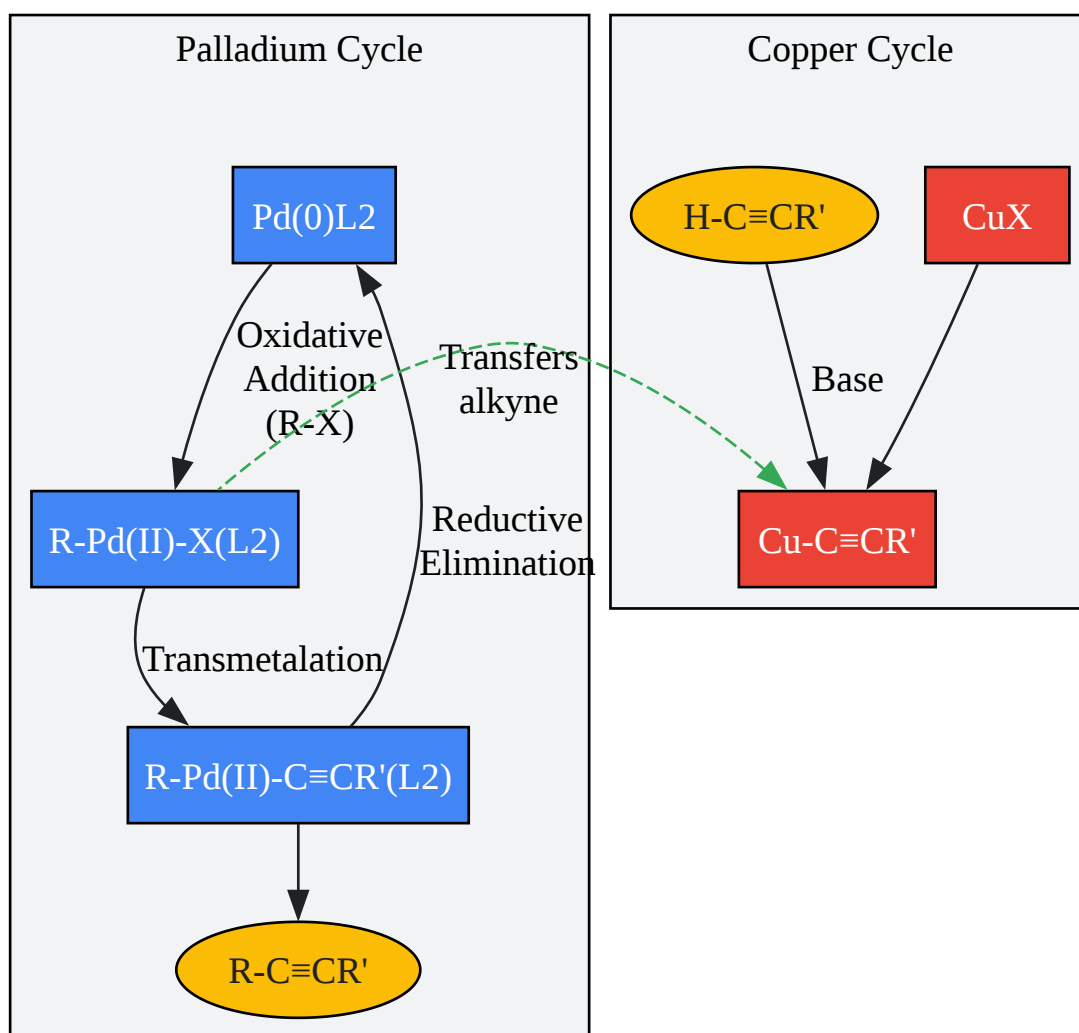 Palladium Cycle
Pd(0)L2
Oxidative
Addition
(R-X)
R-Pd(II)-X(L2)
Reductive
Elimination
Transmetalation
R-Pd(II)-C≡CR'(L2)
R-C≡CR'
Transfers
alkyne
Copper Cycle
H-C≡CR'
CuX
Base
Cu-C≡CR'